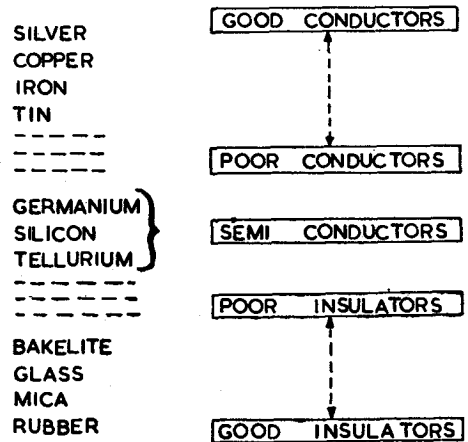 GOOD CONDUCTORS
SILVER
COPPER
IRON
TIN
POOR CONDUCTORS
GERMANIUM
SILICON
SEMI CONDUCTORS
TELLURIUM
POOR INSULATORS
BAKELITE
GLASS
MICA
RUBBER
GOOD INSULATORS